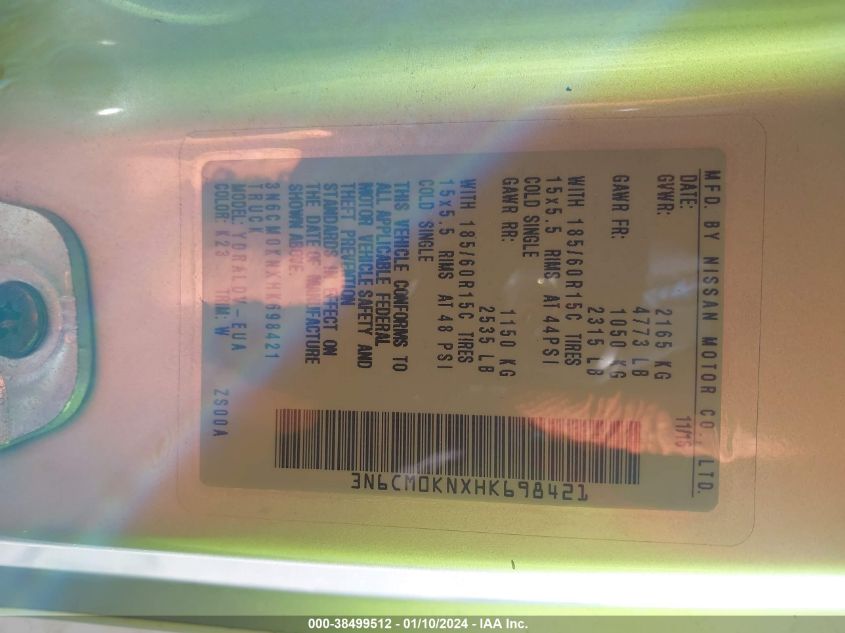 MFD. BY NISSAN MOTOR CO., LTD.
DATE: 11/16
GVWR: 2165 KG
4773 LB
GAWR FR: 1050 KG
2315 LB
WITH 185/60R15C TIRES
15x5.5 RIMS AT 44PSI
COLD SINGLE
GAWR RR: 1150 KG
2535 LB
WITH 185/60R15C TIRES
15x5.5 RIMS AT 48 PSI
COLD SINGLE
THIS VEHICLE CONFORMS TO
ALL APPLICABLE FEDERAL
MOTOR VEHICLE SAFETY AND
THEFT PREVENTION
STANDARDS IN EFFECT ON
THE DATE OF MANUFACTURE
SHOWN ABOVE.
3N6CM0KNXHK698421
TRUCK
MODEL: YDRALDV-EUA
COLOR: K23 TRIM: W ZS00A
3N6CM0KNXHK698421
000-38499512 - 01/10/2024 - IAA Inc.